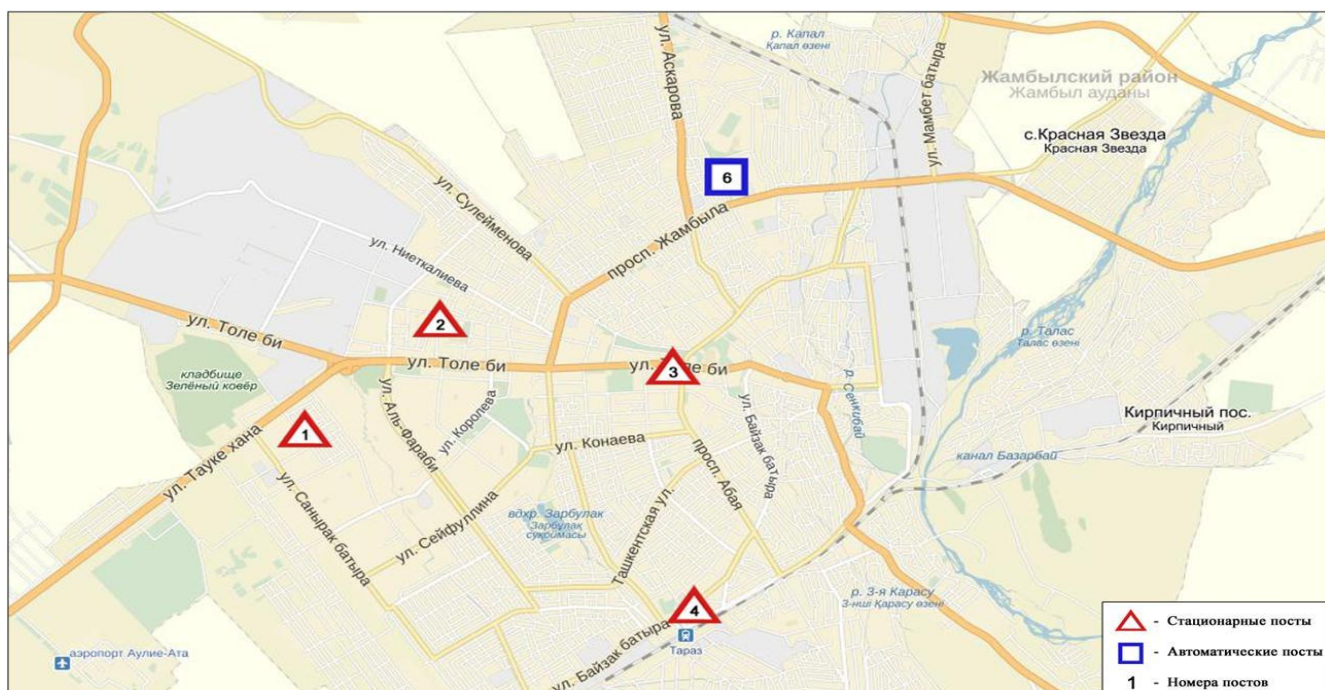 р. Капал
Қапал өзені
ул. Аскарова
ул. Мамбет батыра
Жамбылский район
Жамбыл ауданы
с.Красная Звезда
Красная Звезда
6
ул. Сулейменова
ул. Ниеткалиева
просп. Жамбыла
2
ул. Толе би
ул. Толе би
ул. Толе би
3
р. Талас
Талас өзені
кладбище
Зелёный ковёр
ул. Аль-Фараби
ул. Королева
р. Сенкибай
ул. Байзак батыра
Кирпичный пос.
Кирпичный
1
ул. Конаева
ул. Тауке хана
просп. Абая
канал Базарбай
ул. Санырак батыра
ул. Сейфуллина
вдхр. Зарбулак
Зарбұлақ
суқоймасы
Ташкентская ул.
р. 3-я Карасу
3-нші Қарасу өзені
4
Тараз
ул. Байзак батыра
аэропорт Аулие-Ата
- Стационарные посты
- Автоматические посты
1 - Номера постов